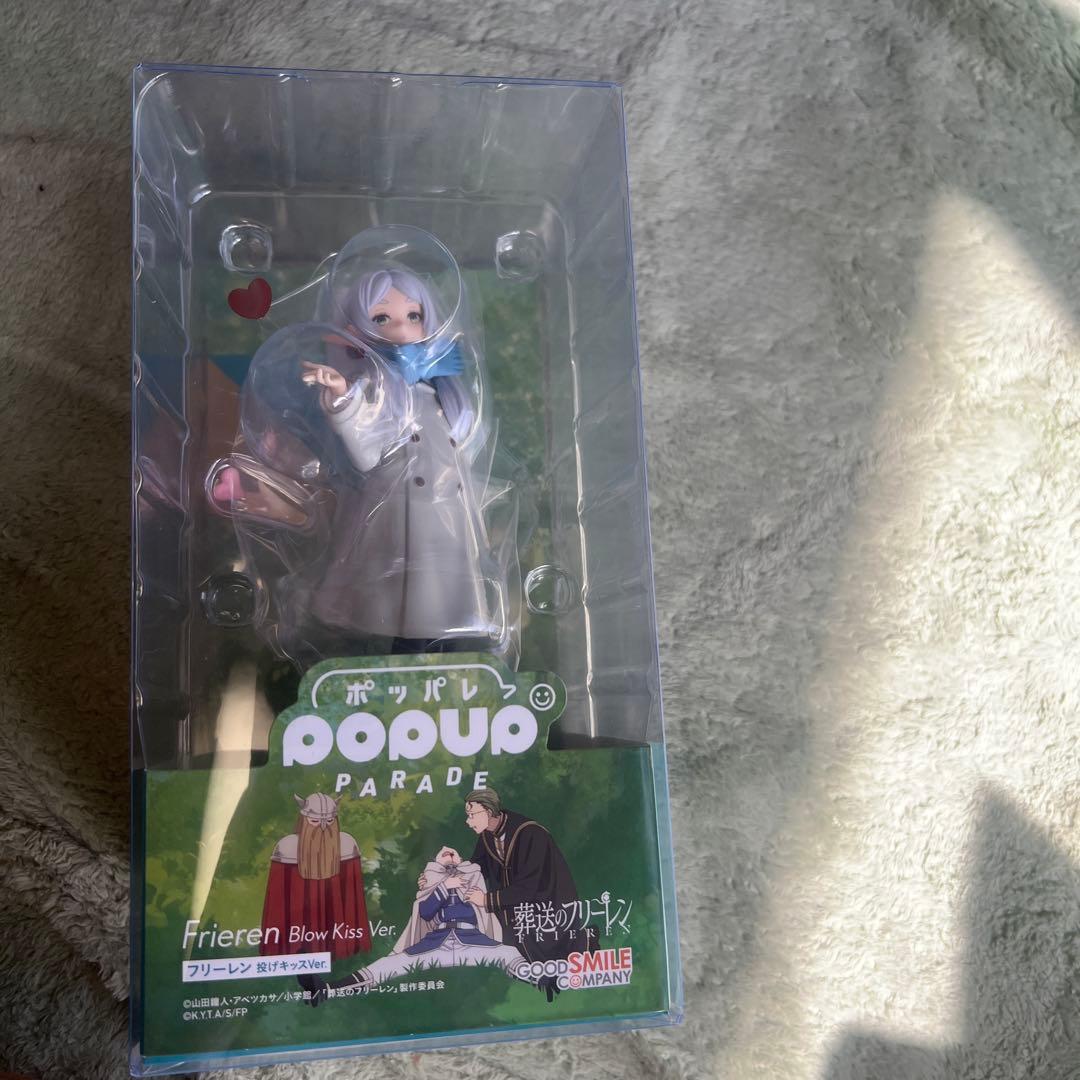 ポッパレッ
POPUP
PARADE
Frieren Blow Kiss Ver.
フリーレン 投げキッスVer.
葬送のフリーレン
FRIEREN
GOOD SMILE
COMPANY
©山田鐘人・アベツカサ/小学館/「葬送のフリーレン」製作委員会
©K.Y.T.A/S/FP